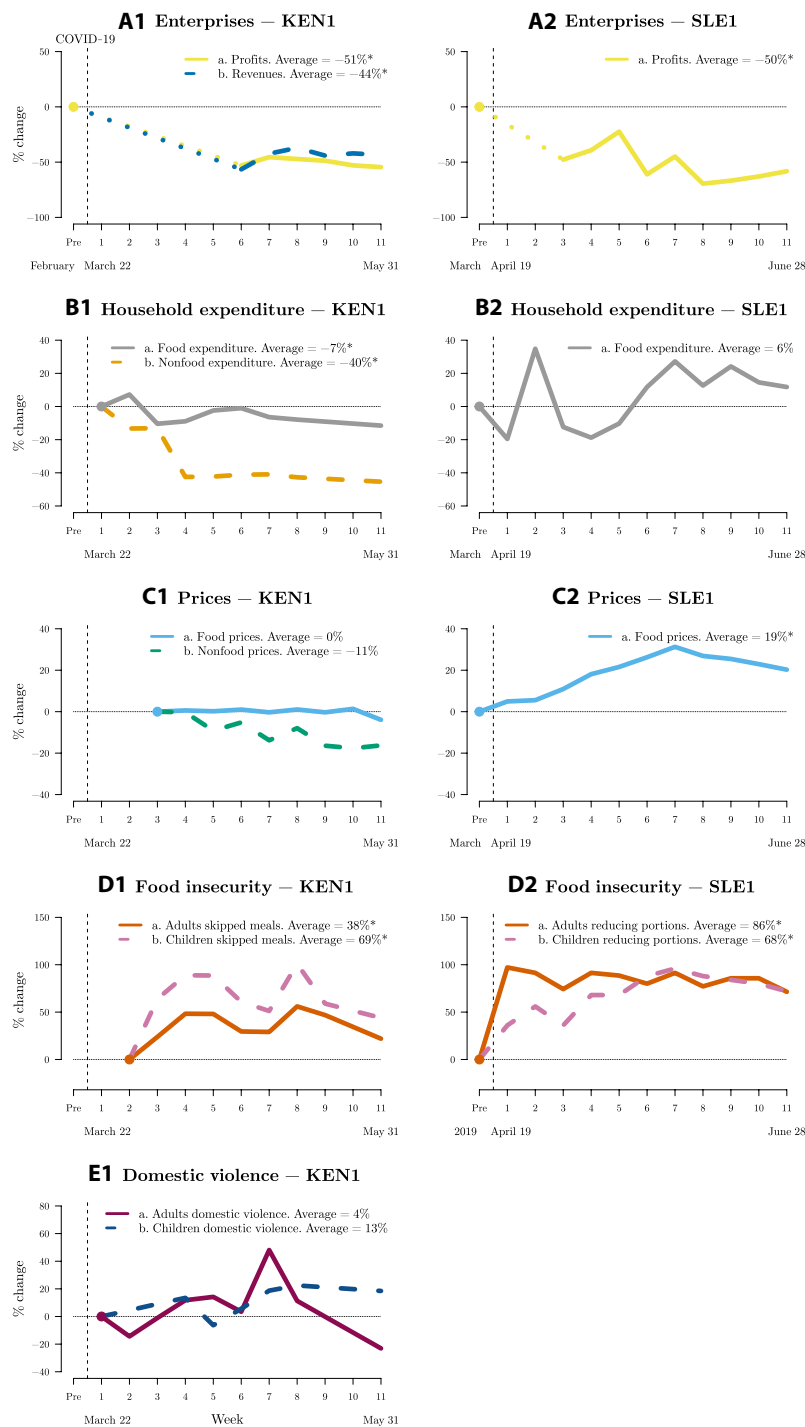 A1 Enterprises – KEN1
COVID-19
50
0
−50
−100
% change
a. Profits. Average = −51%*
b. Revenues. Average = −44%*
Pre 1 2 3 4 5 6 7 8 9 10 11
February March 22 May 31
A2 Enterprises – SLE1
50
0
−50
−100
a. Profits. Average = −50%*
Pre 1 2 3 4 5 6 7 8 9 10 11
March April 19 June 28
B1 Household expenditure – KEN1
40
20
0
−20
−40
−60
% change
a. Food expenditure. Average = −7%*
b. Nonfood expenditure. Average = −40%*
Pre 1 2 3 4 5 6 7 8 9 10 11
March 22 May 31
B2 Household expenditure – SLE1
40
20
0
−20
−40
−60
a. Food expenditure. Average = 6%
Pre 1 2 3 4 5 6 7 8 9 10 11
March April 19 June 28
C1 Prices – KEN1
40
20
0
−20
−40
% change
a. Food prices. Average = 0%
b. Nonfood prices. Average = −11%
Pre 1 2 3 4 5 6 7 8 9 10 11
March 22 May 31
C2 Prices – SLE1
40
20
0
−20
−40
a. Food prices. Average = 19%*
Pre 1 2 3 4 5 6 7 8 9 10 11
March April 19 June 28
D1 Food insecurity – KEN1
150
100
50
0
% change
a. Adults skipped meals. Average = 38%*
b. Children skipped meals. Average = 69%*
Pre 1 2 3 4 5 6 7 8 9 10 11
March 22 May 31
D2 Food insecurity – SLE1
150
100
50
0
a. Adults reducing portions. Average = 86%*
b. Children reducing portions. Average = 68%*
Pre 1 2 3 4 5 6 7 8 9 10 11
2019 April 19 June 28
E1 Domestic violence – KEN1
80
60
40
20
0
−20
−40
% change
a. Adults domestic violence. Average = 4%
b. Children domestic violence. Average = 13%
Pre 1 2 3 4 5 6 7 8 9 10 11
March 22 Week May 31